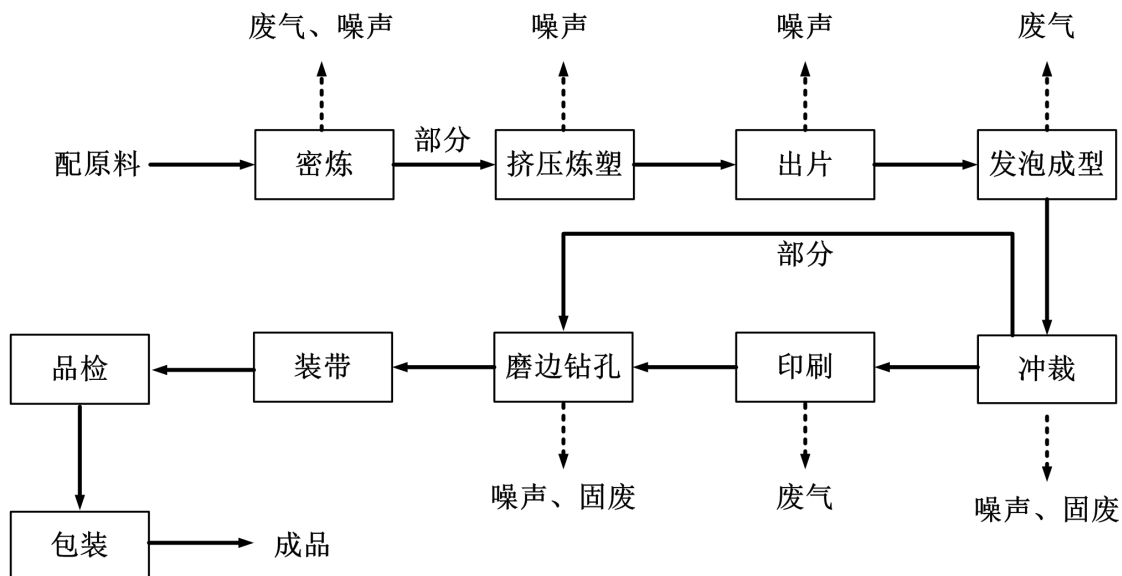 废气、噪声
噪声
噪声
废气
配原料
密炼
部分
挤压炼塑
出片
发泡成型
部分
品检
装带
磨边钻孔
印刷
冲裁
噪声、固废
废气
噪声、固废
包装
成品